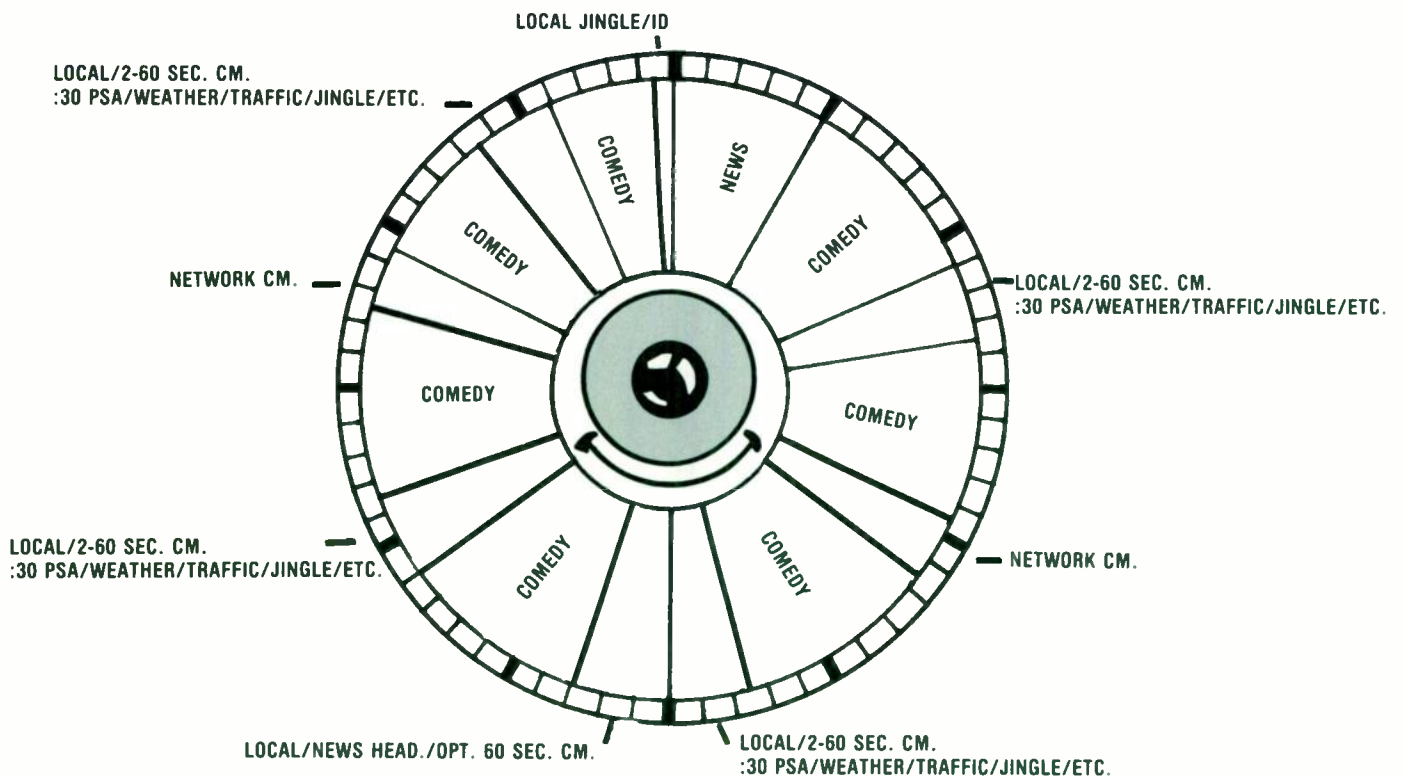 LOCAL JINGLE/ID
LOCAL/2-60 SEC. CM.
:30 PSA/WEATHER/TRAFFIC/JINGLE/ETC.
COMEDY
NEWS
COMEDY
COMEDY
NETWORK CM.
LOCAL/2-60 SEC. CM.
:30 PSA/WEATHER/TRAFFIC/JINGLE/ETC.
COMEDY
COMEDY
LOCAL/2-60 SEC. CM.
:30 PSA/WEATHER/TRAFFIC/JINGLE/ETC.
COMEDY
COMEDY
NETWORK CM.
LOCAL/NEWS HEAD./OPT. 60 SEC. CM.
LOCAL/2-60 SEC. CM.
:30 PSA/WEATHER/TRAFFIC/JINGLE/ETC.